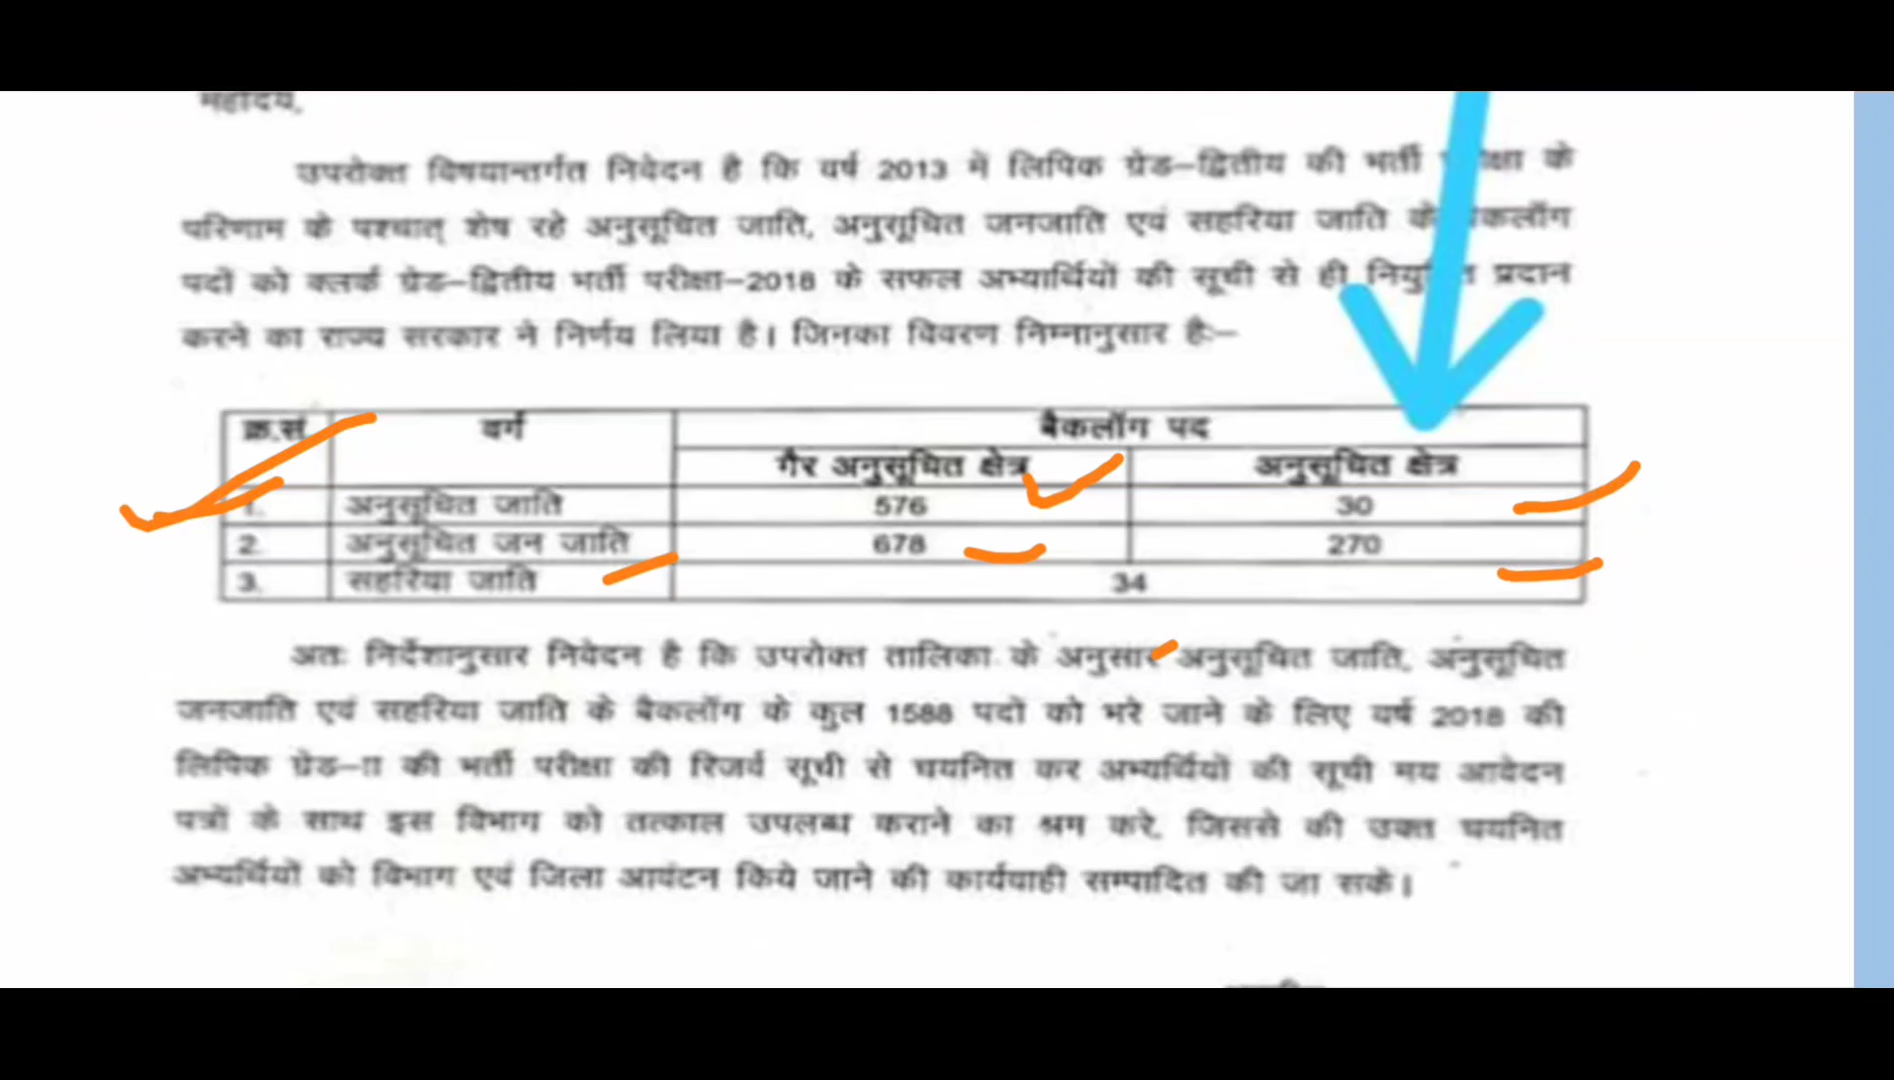 महोदय,
उपरोक्त विषयान्तर्गत निवेदन है कि वर्ष 2013 में लिपिक ग्रेड–द्वितीय की भर्ती के
परिणाम के पश्चात् शेष रहे अनुसूचित जाति, अनुसूचित जनजाति एवं सहरिया जाति के बैकलॉग
पदों को क्लर्क ग्रेड–द्वितीय भर्ती परीक्षा–2018 के सफल अभ्यार्थियों की सूची से ही नियुक्ति प्रदान
करने का राज्य सरकार ने निर्णय लिया है। जिनका विवरण निम्नानुसार हैः–
क्र.सं. वर्ग बैकलॉग पद
गैर अनुसूचित क्षेत्र अनुसूचित क्षेत्र
1. अनुसूचित जाति 576 30
2. अनुसूचित जन जाति 678 270
3. सहरिया जाति 34
अतः निर्देशानुसार निवेदन है कि उपरोक्त तालिका के अनुसार अनुसूचित जाति, अनुसूचित
जनजाति एवं सहरिया जाति के बैकलॉग के कुल 1588 पदों को भरे जाने के लिए वर्ष 2018 की
लिपिक ग्रेड–II की भर्ती परीक्षा की रिजर्व सूची से चयनित कर अभ्यर्थियों की सूची मय आवेदन
पत्रों के साथ इस विभाग को तत्काल उपलब्ध कराने का श्रम करे, जिससे की उक्त चयनित
अभ्यर्थियों को विभाग एवं जिला आवंटन किये जाने की कार्यवाही सम्पादित की जा सके।